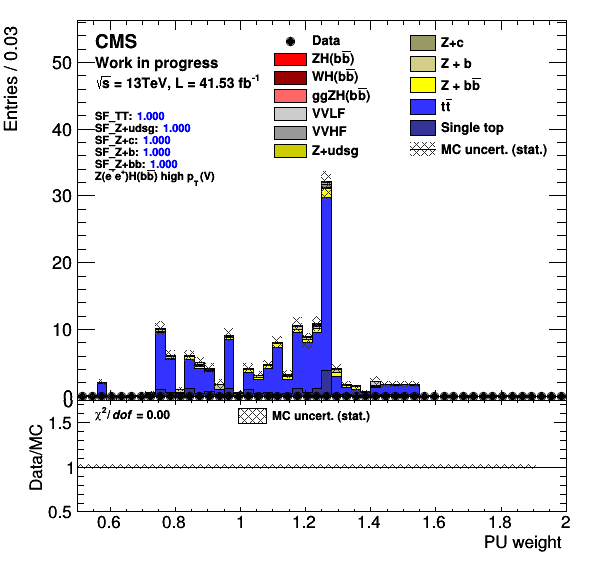 Entries / 0.03
CMS
Work in progress
√s = 13TeV, L = 41.53 fb⁻¹
SF_TT: 1.000
SF_Z+udsg: 1.000
SF_Z+c: 1.000
SF_Z+b: 1.000
SF_Z+bb: 1.000
Z(e⁻e⁺)H(bb̅) high p_T(V)
Data
ZH(bb̅)
WH(bb̅)
ggZH(bb̅)
VVLF
VVHF
Z+udsg
Z+c
Z + b
Z + bb̅
tt̅
Single top
MC uncert. (stat.)
50
40
30
20
10
0
χ²/dof = 0.00
MC uncert. (stat.)
Data/MC
1.5
1
0.5
0.6 0.8 1 1.2 1.4 1.6 1.8 2
PU weight